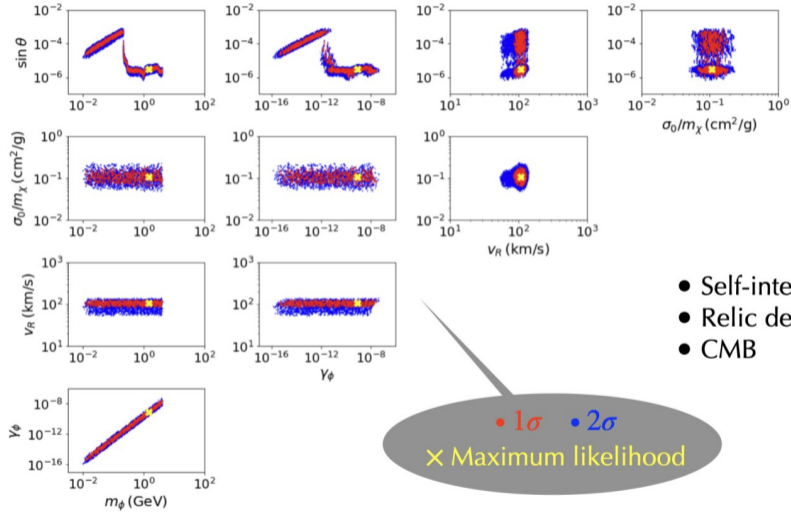 10⁻² 10⁻² 10⁻² 10⁻²
sin θ 10⁻⁴ 10⁻⁴ 10⁻⁴ 10⁻⁴
10⁻⁶ 10⁻⁶ 10⁻⁶ 10⁻⁶
10⁻² 10⁰ 10² 10⁻¹⁶ 10⁻¹² 10⁻⁸ 10¹ 10² 10³ 10⁻² 10⁻¹ 10⁰
σ₀/mχ (cm²/g)
σ₀/mχ (cm²/g) 10⁰ 10⁰ 10⁰
10⁻¹ 10⁻¹ 10⁻¹
10⁻² 10⁻² 10⁻²
10⁻² 10⁰ 10² 10⁻¹⁶ 10⁻¹² 10⁻⁸ 10¹ 10² 10³
v_R (km/s)
v_R (km/s) 10³ 10³
10² 10²
10¹ 10¹
10⁻² 10⁰ 10² 10⁻¹⁶ 10⁻¹² 10⁻⁸
γ_ϕ
γ_ϕ 10⁻⁸
10⁻¹²
10⁻¹⁶
10⁻² 10⁰ 10²
m_ϕ (GeV)
• Self-inte
• Relic de
• CMB
• 1σ • 2σ
× Maximum likelihood